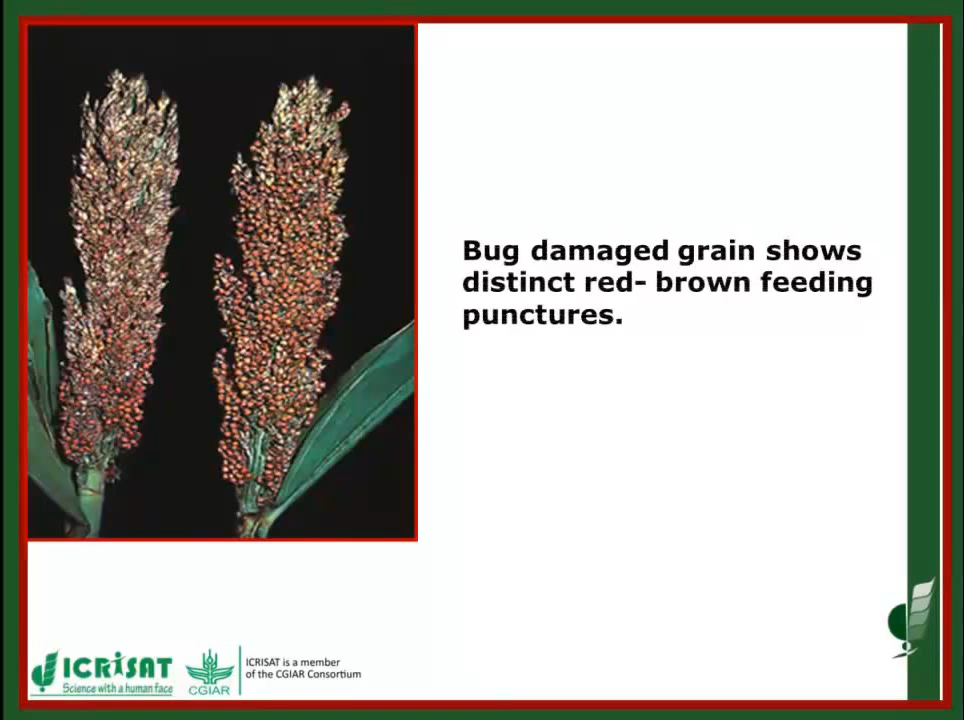 Bug damaged grain shows
distinct red- brown feeding
punctures.
ICRISAT
Science with a human face
CGIAR
ICRISAT is a member
of the CGIAR Consortium